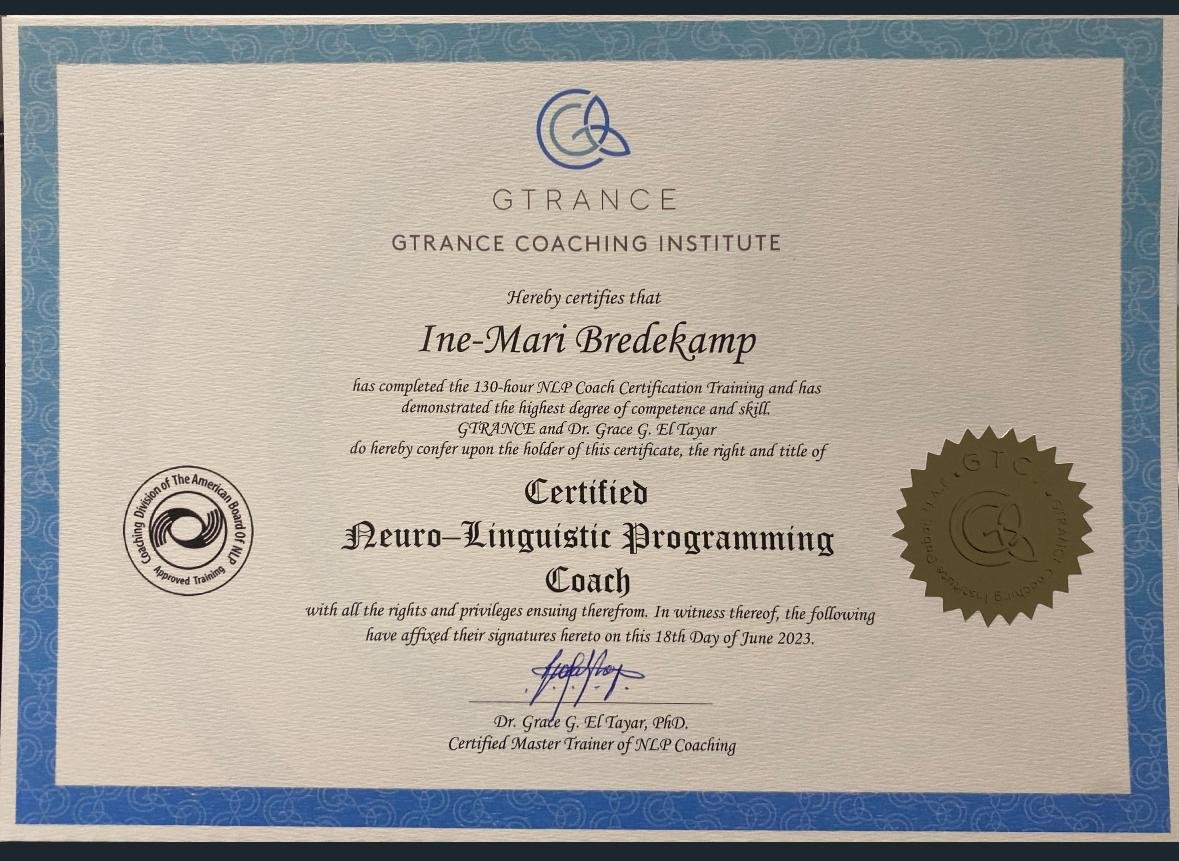 GTRANCE
GTRANCE COACHING INSTITUTE
Hereby certifies that
Ine-Mari Bredekamp
has completed the 130-hour NLP Coach Certification Training and has
demonstrated the highest degree of competence and skill.
GTRANCE and Dr. Grace G. El Tayar
do hereby confer upon the holder of this certificate, the right and title of
Certified
Neuro-Linguistic Programming
Coach
with all the rights and privileges ensuing therefrom. In witness thereof, the following
have affixed their signatures hereto on this 18th Day of June 2023.
Dr. Grace G. El Tayar, PhD.
Certified Master Trainer of NLP Coaching
Coaching Division of The American Board of NLP
Approved Training
G T C
GTRANCE Coaching Institute